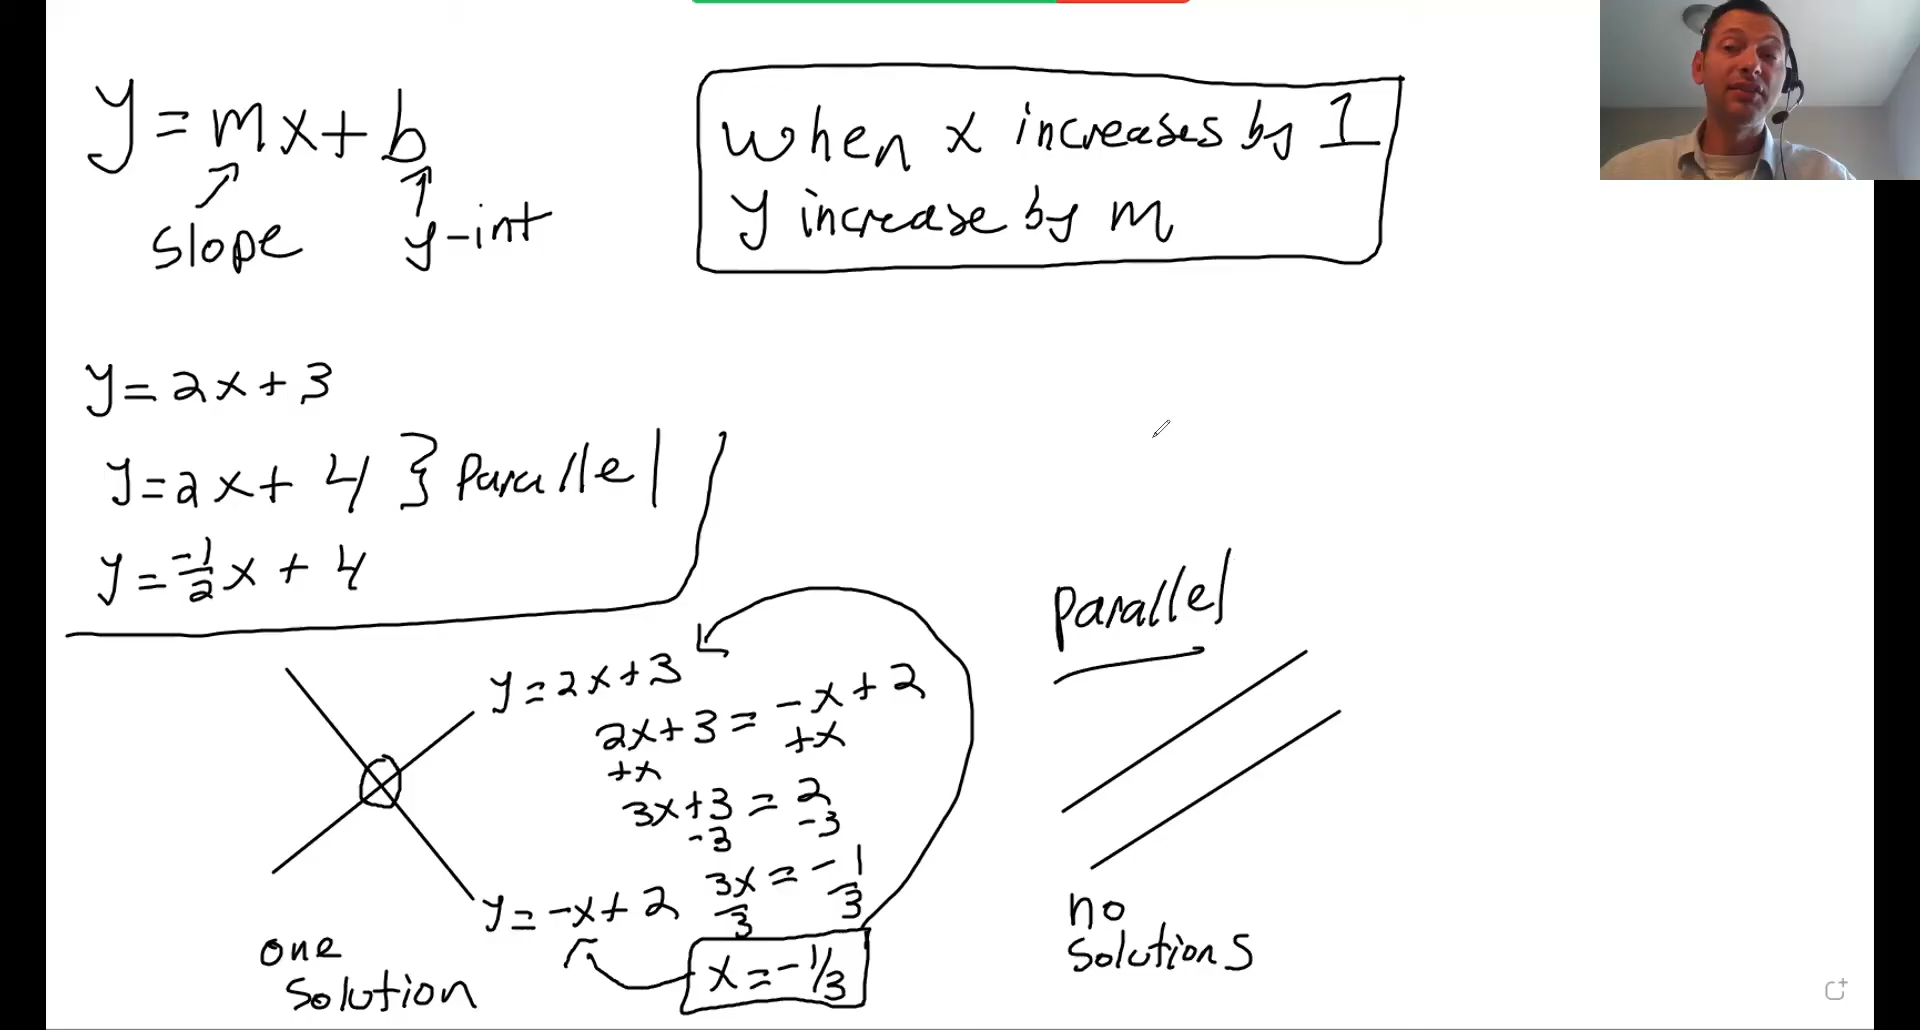 y = mx + b
slope
y-int
when x increases by 1
y increase by m
y = 2x + 3
y = 2x + 4 } Parallel
y = -1/2 x + 4
y = 2x + 3
2x + 3 = -x + 2
+x +x
3x + 3 = 2
-3 -3
3x = -1
3 3
x = -1/3
y = -x + 2
one
solution
parallel
no
solutions